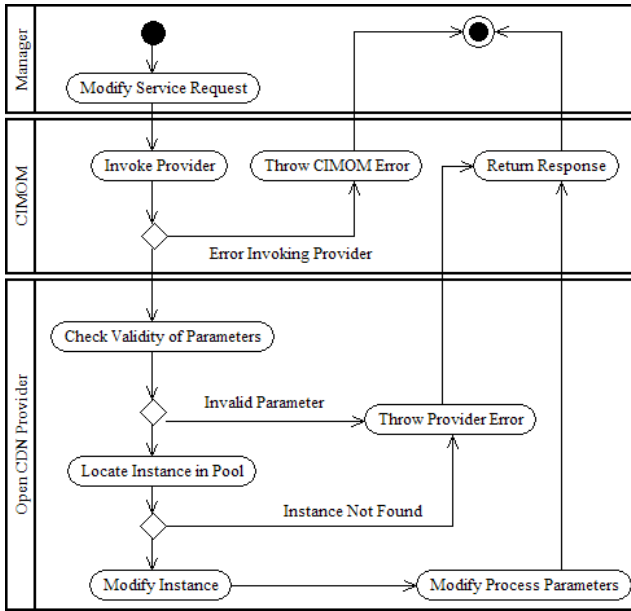 Manager
Modify Service Request
CIMOM
Invoke Provider
Throw CIMOM Error
Return Response
Error Invoking Provider
Open CDN Provider
Check Validity of Parameters
Invalid Parameter
Throw Provider Error
Locate Instance in Pool
Instance Not Found
Modify Instance
Modify Process Parameters